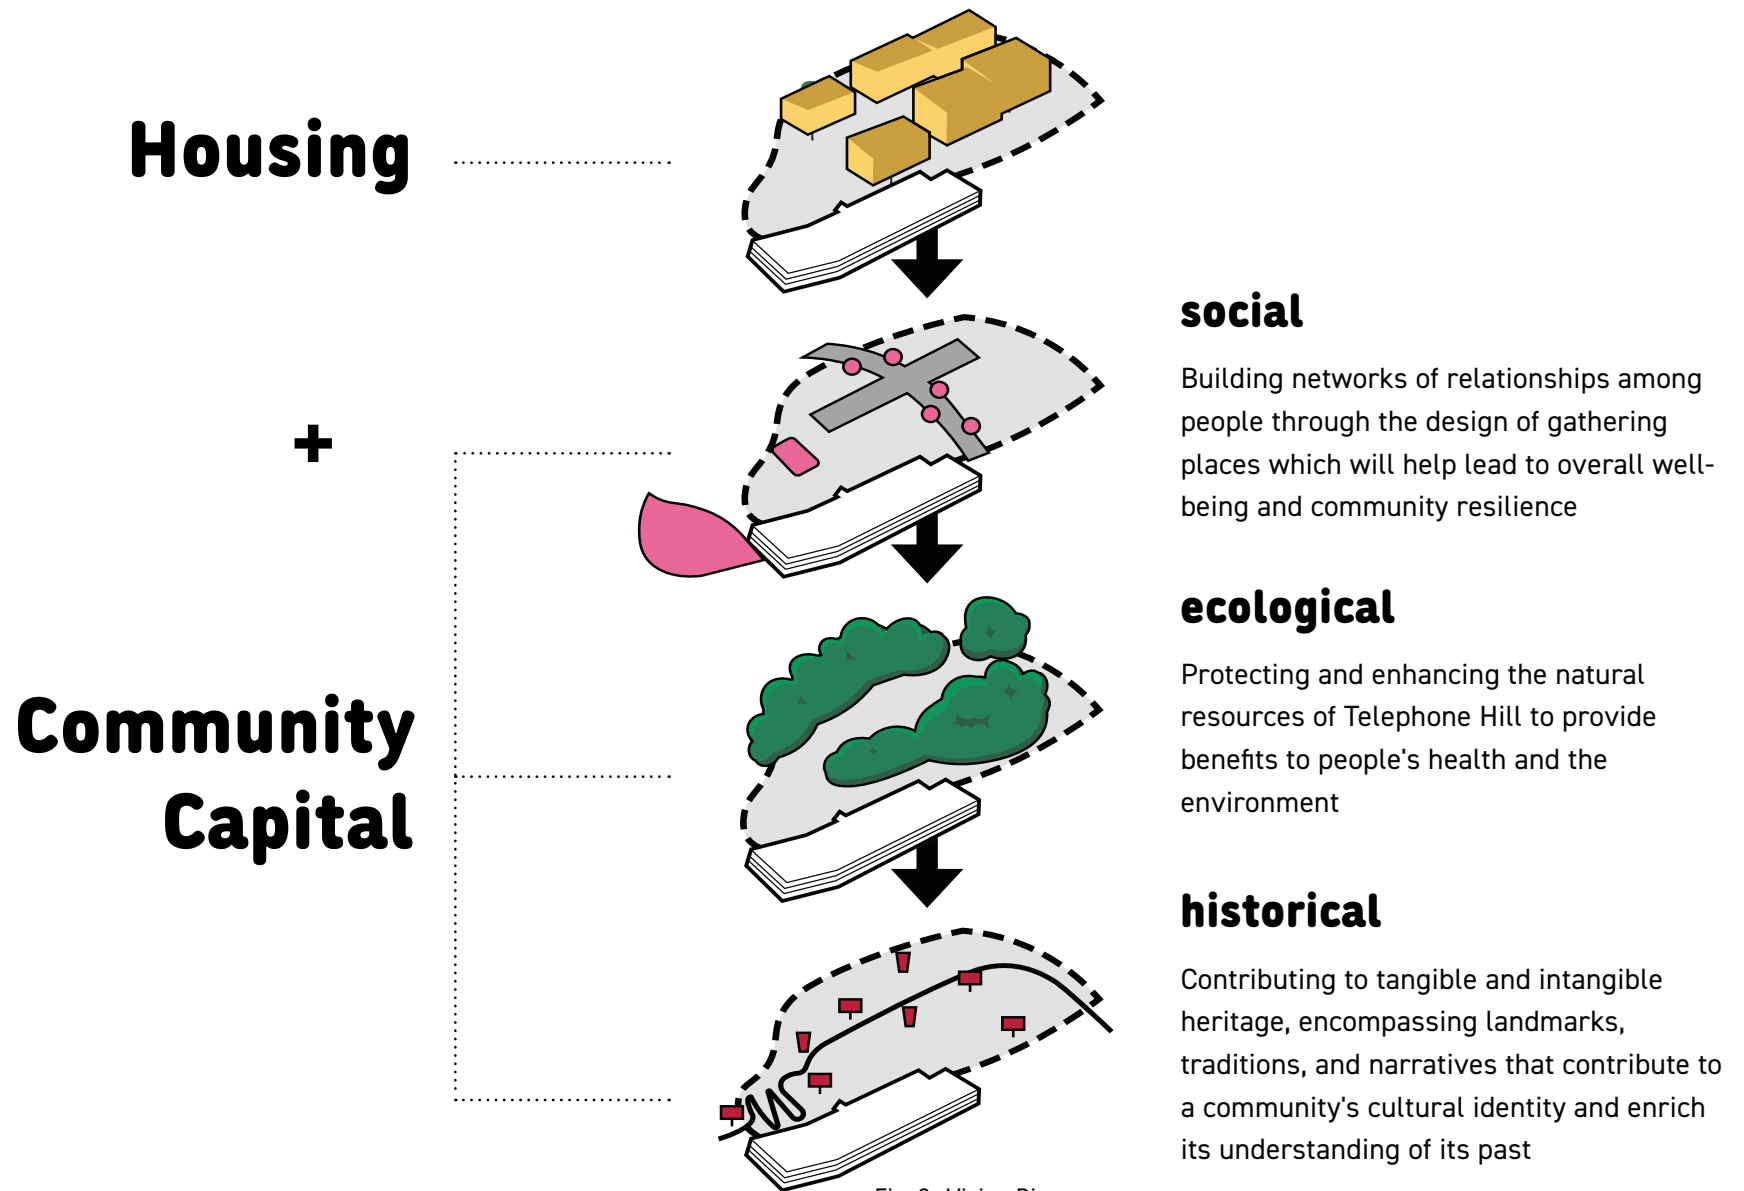 Housing
+
Community
Capital
social
Building networks of relationships among
people through the design of gathering
places which will help lead to overall well-
being and community resilience
ecological
Protecting and enhancing the natural
resources of Telephone Hill to provide
benefits to people's health and the
environment
historical
Contributing to tangible and intangible
heritage, encompassing landmarks,
traditions, and narratives that contribute to
a community's cultural identity and enrich
its understanding of its past